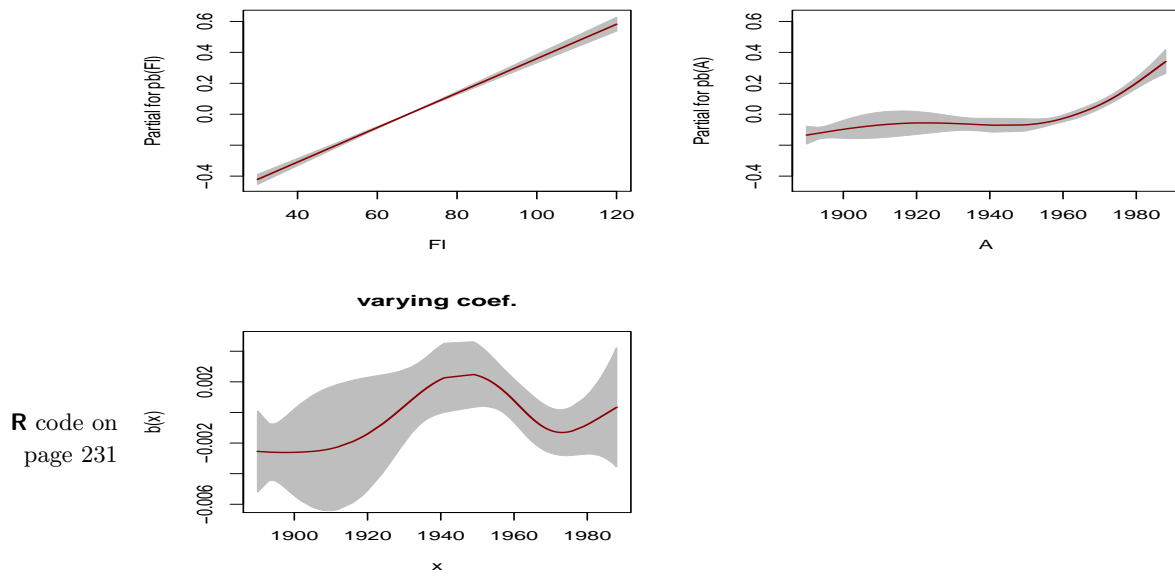 Partial for pb(FI)
0.6
0.4
0.2
0.0
-0.4
40 60 80 100 120
FI
Partial for pb(A)
0.6
0.4
0.2
0.0
-0.4
1900 1920 1940 1960 1980
A
varying coef.
R code on
page 231
b(x)
0.002
-0.002
-0.006
1900 1920 1940 1960 1980
x